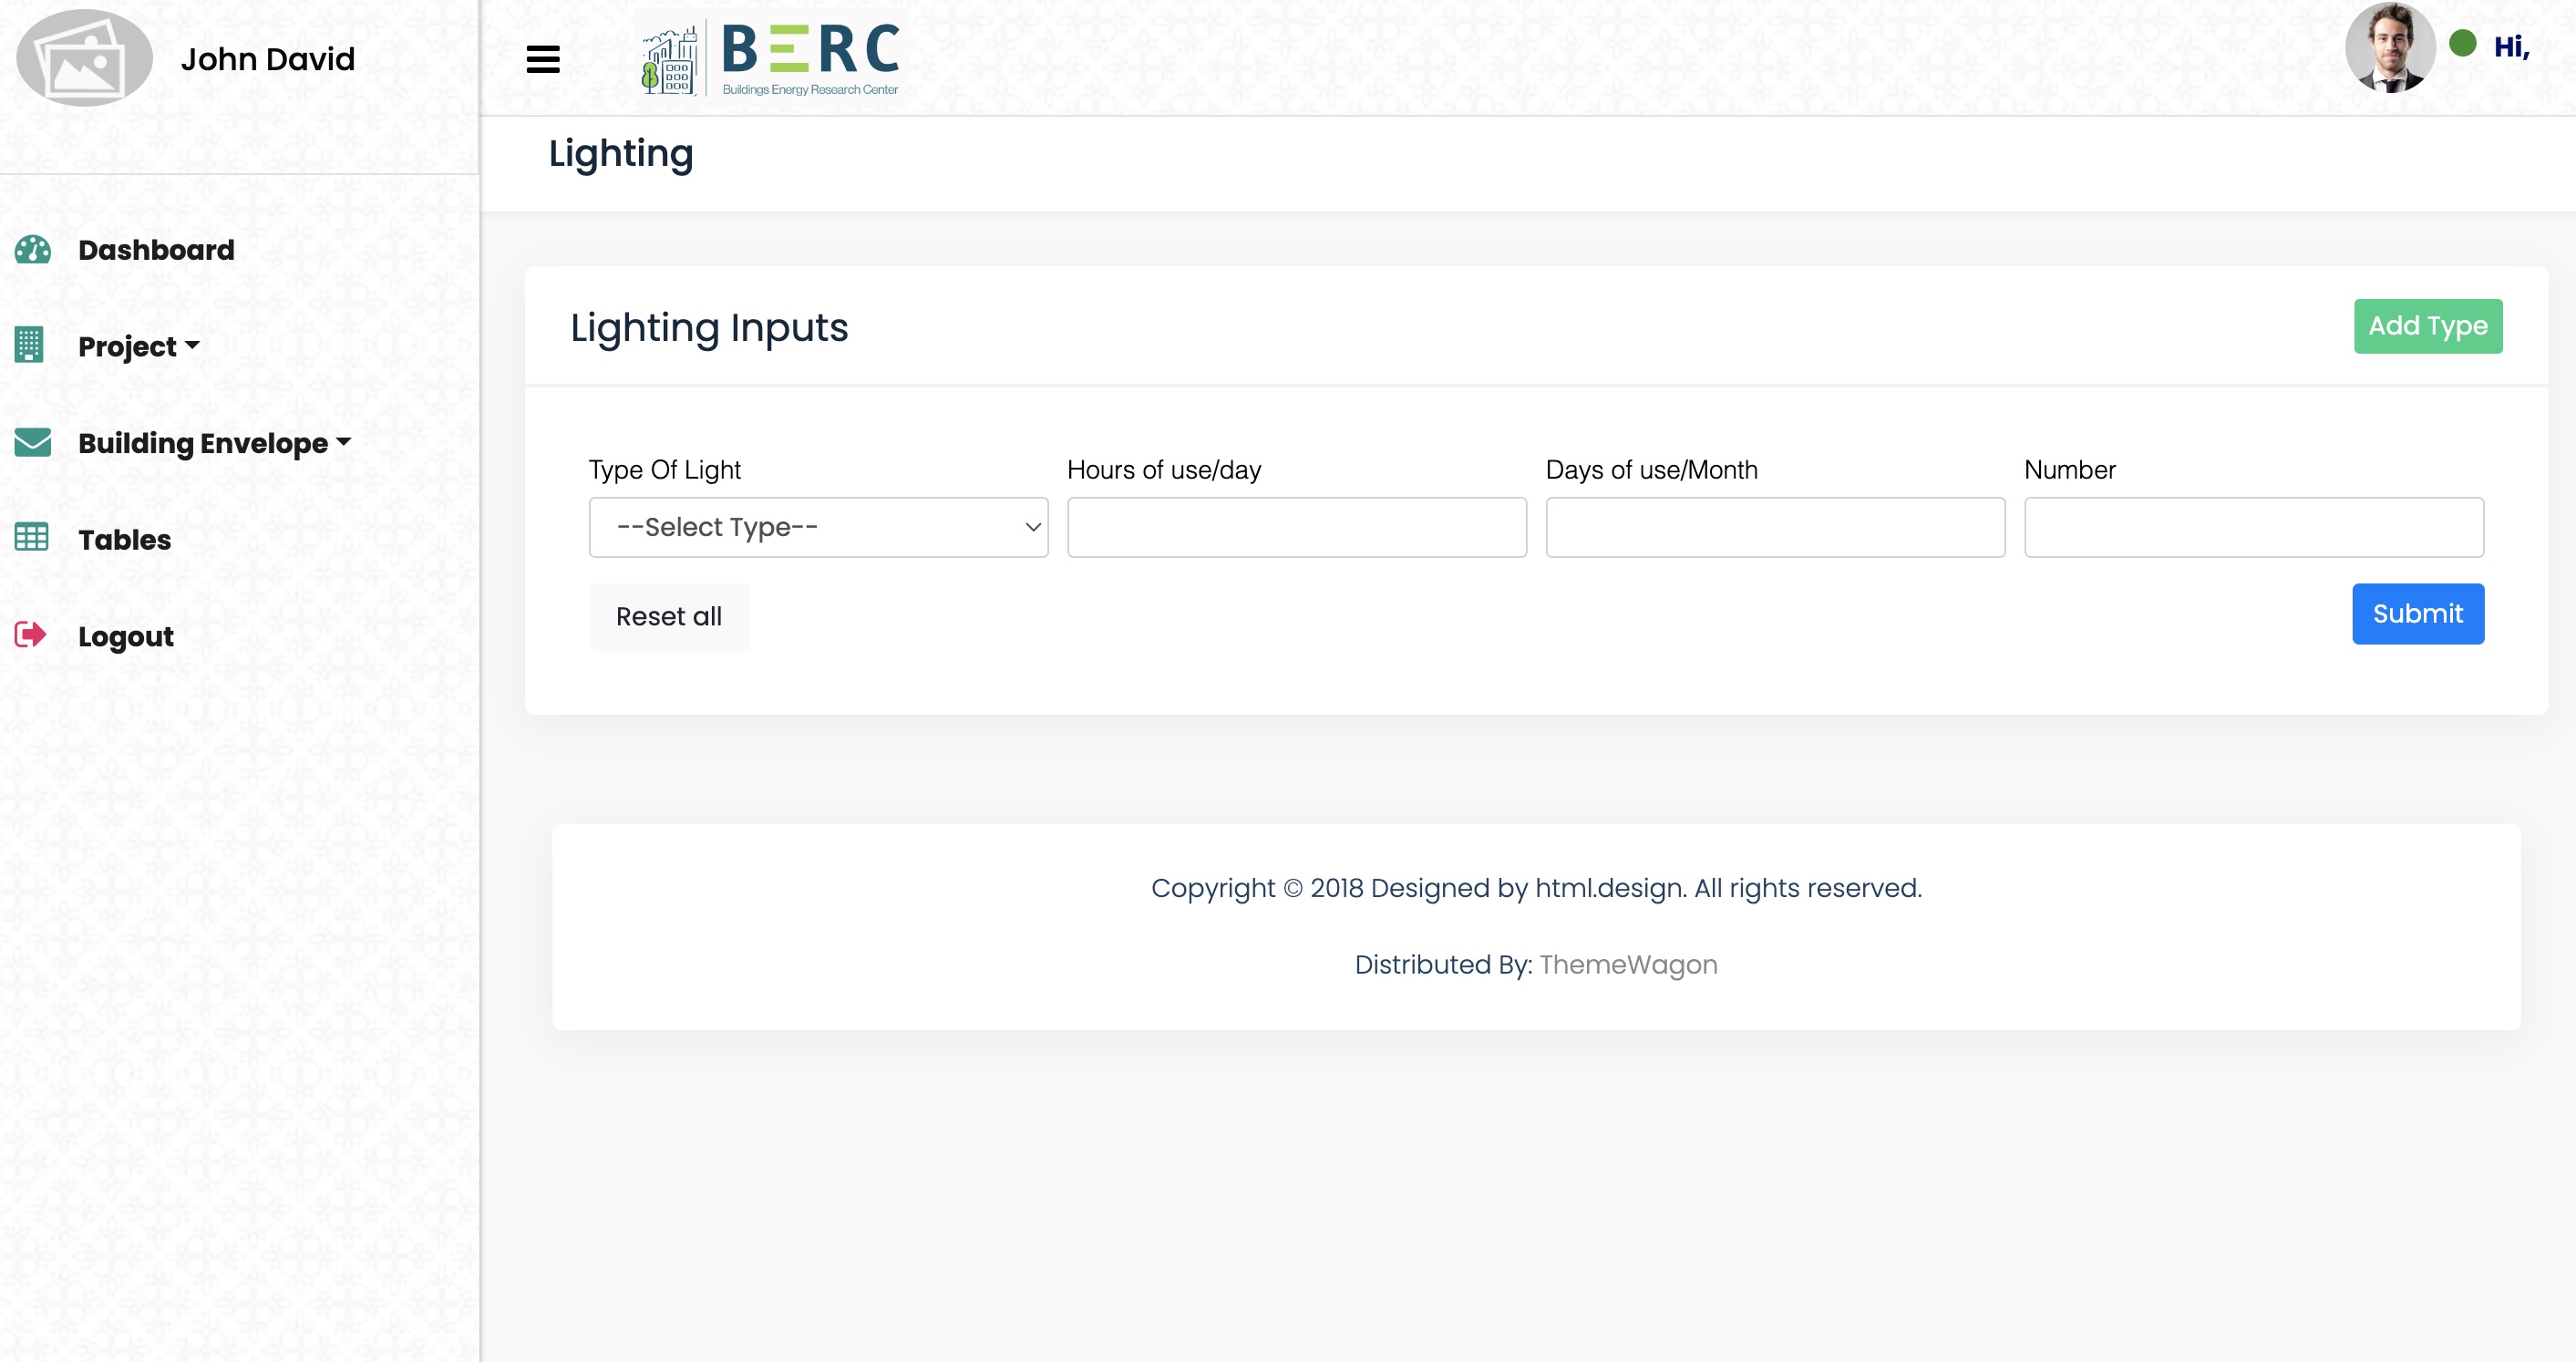 John David
BERC
Buildings Energy Research Center
Hi,
Lighting
Dashboard
Project
Building Envelope
Tables
Logout
Lighting Inputs
Add Type
Type Of Light
Hours of use/day
Days of use/Month
Number
--Select Type--
Reset all
Submit
Copyright © 2018 Designed by html.design. All rights reserved.
Distributed By: ThemeWagon